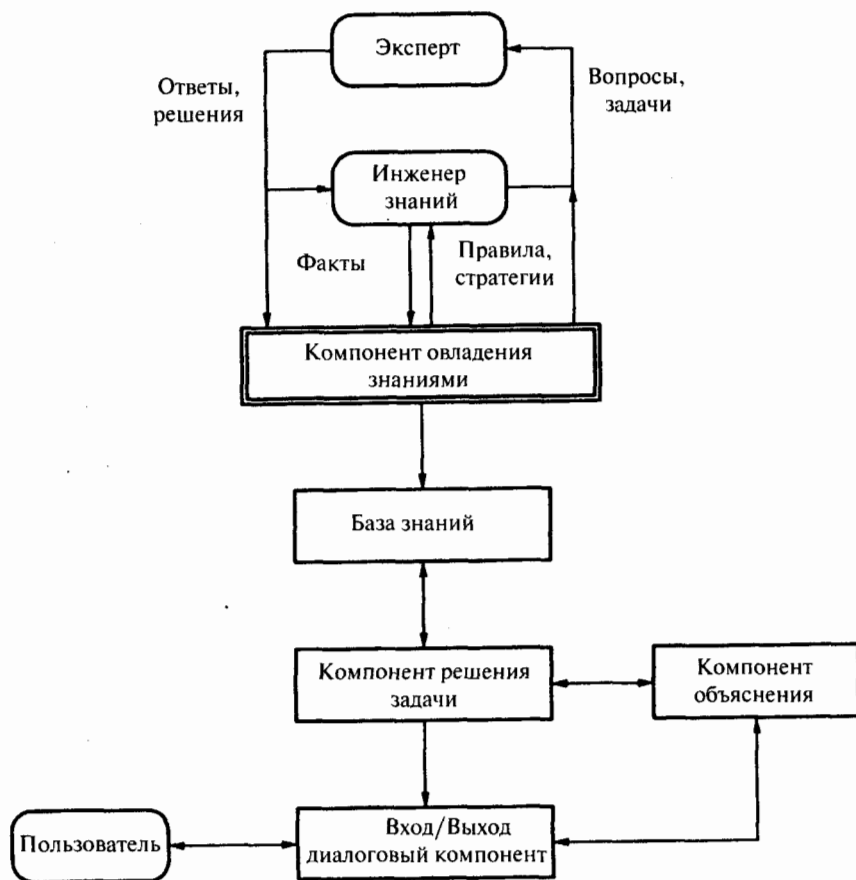 Эксперт
Ответы,
решения
Вопросы,
задачи
Инженер
знаний
Факты
Правила,
стратегии
Компонент овладения
знаниями
База знаний
Компонент решения
задачи
Компонент
объяснения
Пользователь
Вход/Выход
диалоговый компонент